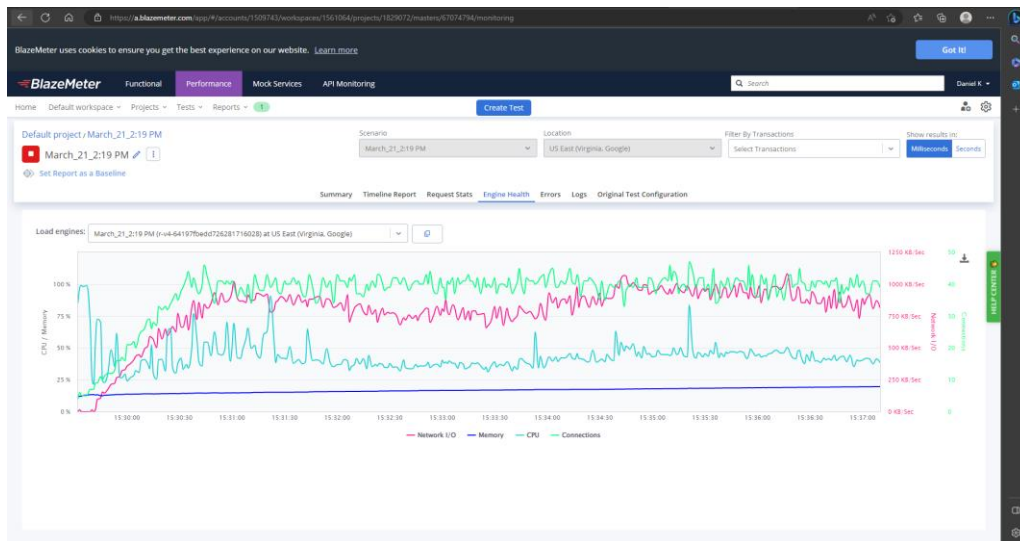 https://a.blazemeter.com/app/#/accounts/1509743/workspaces/1561064/projects/1829072/masters/67074794/monitoring
BlazeMeter uses cookies to ensure you get the best experience on our website. Learn more
Got It!
BlazeMeter Functional Performance Mock Services API Monitoring Search Daniel K
Home Default workspace Projects Tests Reports 1 Create Test
Default project / March_21_2:19 PM
Scenario Location Filter By Transactions Show results in:
March_21_2:19 PM
March_21_2:19 PM US East (Virginia, Google) Select Transactions Milliseconds Seconds
Set Report as a Baseline
Summary Timeline Report Request Stats Engine Health Errors Logs Original Test Configuration
Load engines: March_21_2:19 PM (r-v4-64197fbedd726281716028) at US East (Virginia, Google)
1250 KB/Sec 50
100 % 1000 KB/Sec 40
75 % 750 KB/Sec 30
50 % 500 KB/Sec 20
25 % 250 KB/Sec 10
0 % 0 KB/Sec 0
CPU / Memory
Network I/O
Connections
HELP CENTER
15:30:00 15:30:30 15:31:00 15:31:30 15:32:00 15:32:30 15:33:00 15:33:30 15:34:00 15:34:30 15:35:00 15:35:30 15:36:00 15:36:30 15:37:00
Network I/O Memory CPU Connections